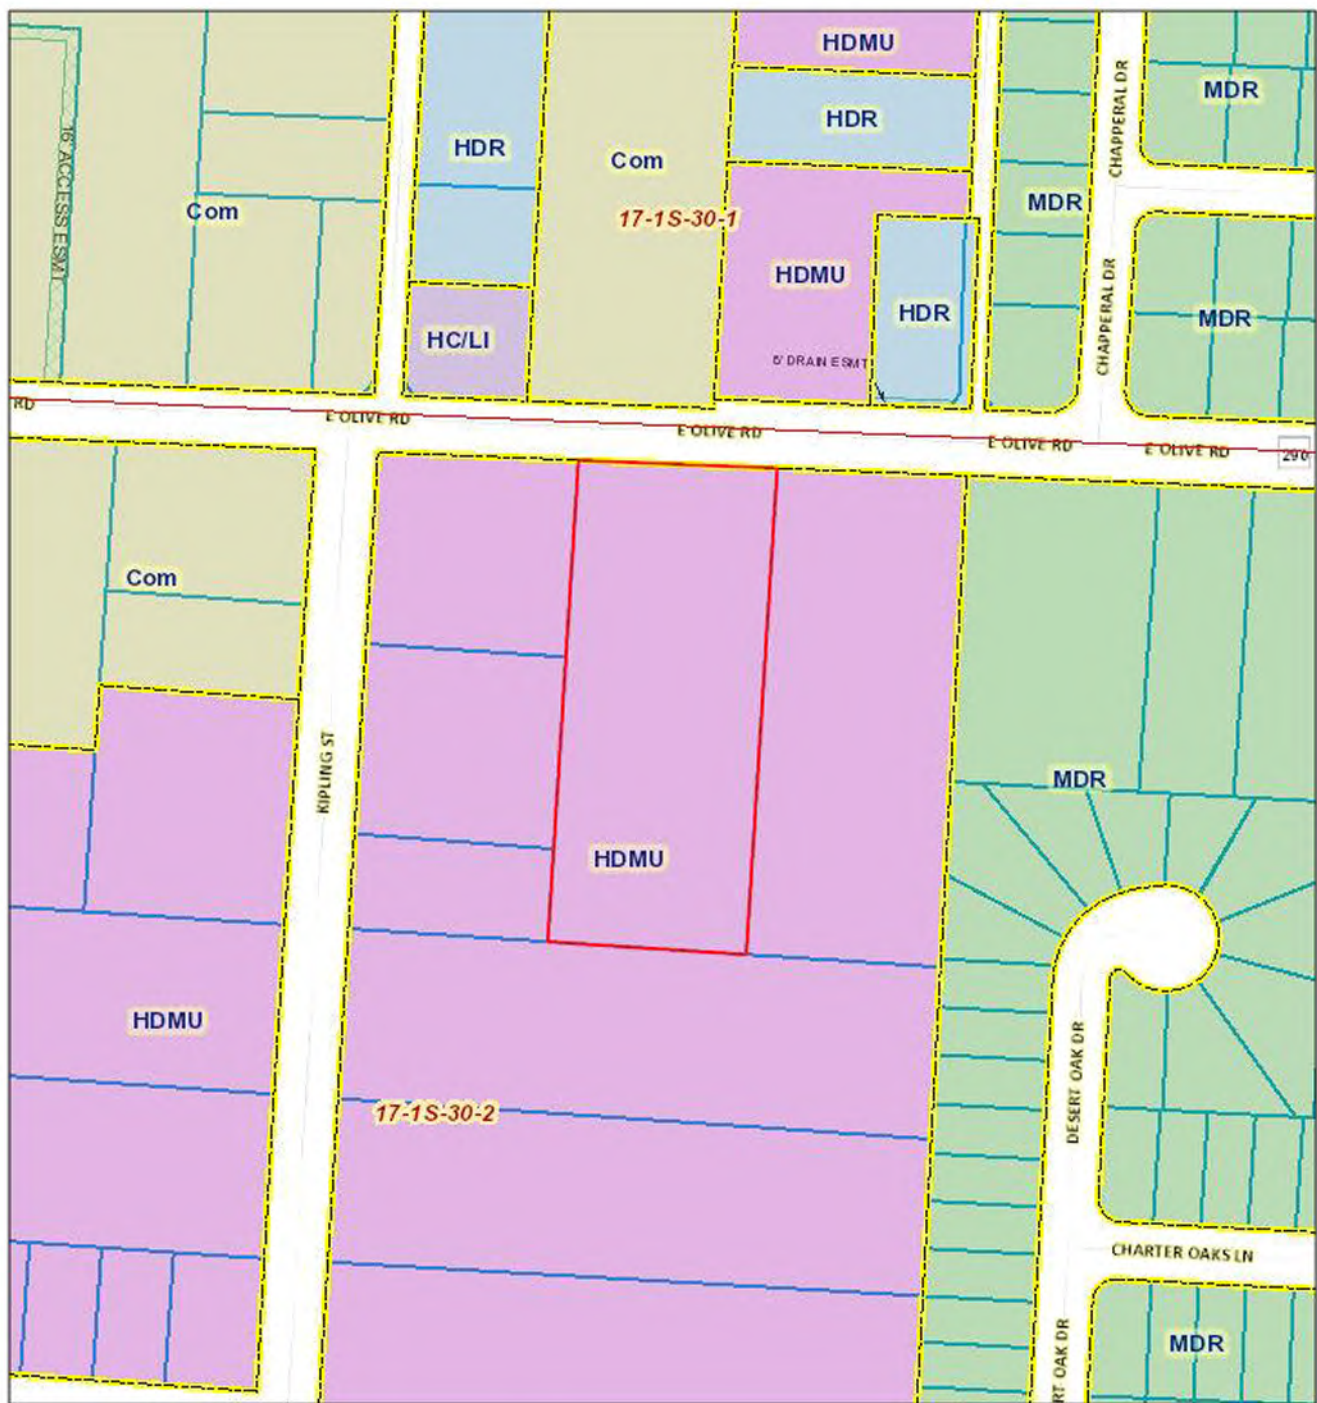 HDMU
MDR
HDR
CHAPPERAL DR
16' ACCESS ESMT
HDR
Com
Com
MDR
17-1S-30-1
HDMU
HDR
MDR
CHAPPERAL DR
HC/LI
5' DRAIN ESMT
RD
E OLIVE RD
E OLIVE RD
E OLIVE RD
E OLIVE RD
290
Com
KIPLING ST
MDR
HDMU
HDMU
DESERT OAK DR
17-1S-30-2
CHARTER OAKS LN
RT OAK DR
MDR